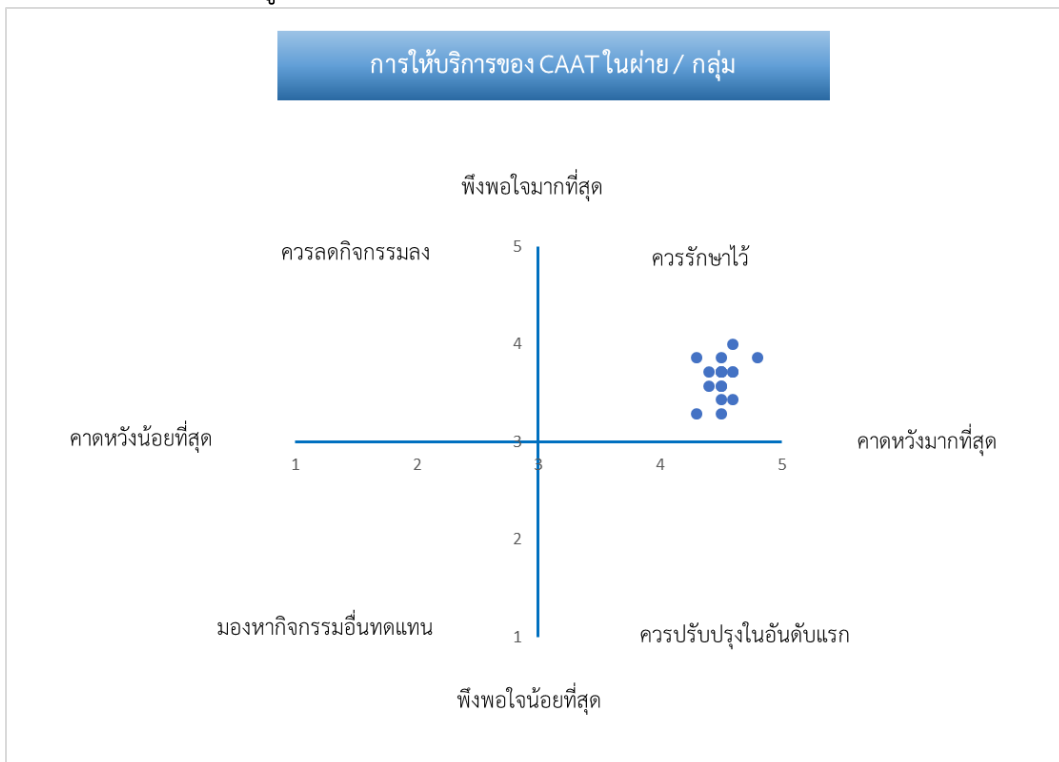 การให้บริการของ CAAT ในฝ่าย / กลุ่ม
พึงพอใจมากที่สุด
ควรลดกิจกรรมลง
5
ควรรักษาไว้
4
คาดหวังน้อยที่สุด
3
คาดหวังมากที่สุด
1 2 3 4 5
2
มองหากิจกรรมอื่นทดแทน
1
ควรปรับปรุงในอันดับแรก
พึงพอใจน้อยที่สุด